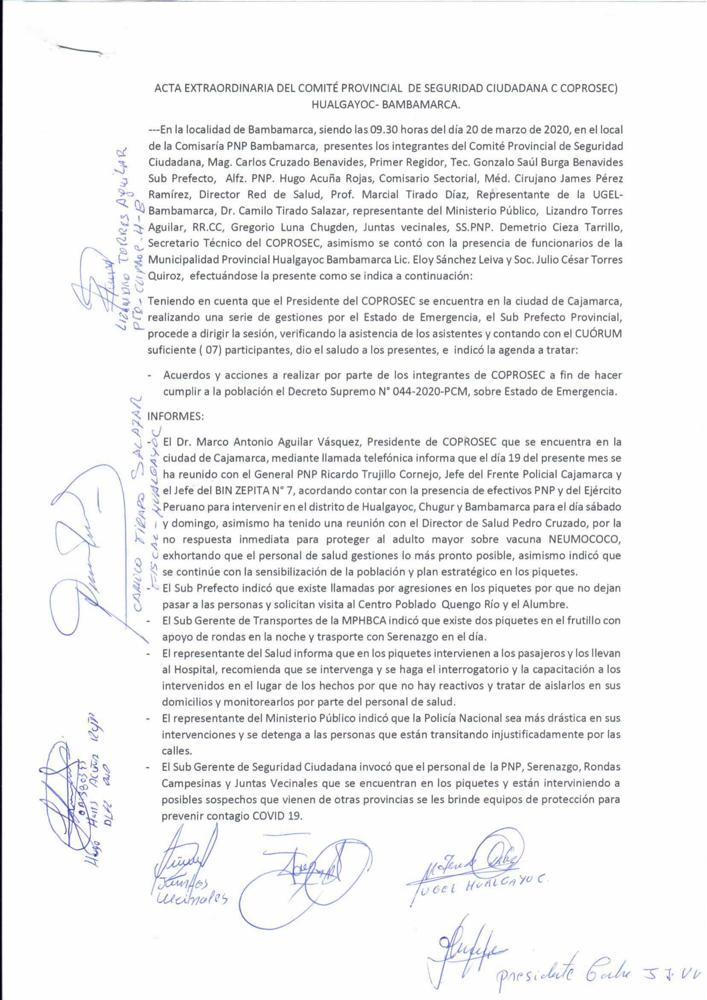 ACTA EXTRAORDINARIA DEL COMITÉ PROVINCIAL DE SEGURIDAD CIUDADANA C COPROSEC)
HUALGAYOC- BAMBAMARCA.
---En la localidad de Bambamarca, siendo las 09.30 horas del día 20 de marzo de 2020, en el local
de la Comisaría PNP Bambamarca, presentes los integrantes del Comité Provincial de Seguridad
Ciudadana, Mag. Carlos Cruzado Benavides, Primer Regidor, Tec. Gonzalo Saúl Burga Benavides
Sub Prefecto, Alfz. PNP. Hugo Acuña Rojas, Comisario Sectorial, Méd. Cirujano James Pérez
Ramírez, Director Red de Salud, Prof. Marcial Tirado Díaz, Representante de la UGEL-
Bambamarca, Dr. Camilo Tirado Salazar, representante del Ministerio Público, Lizandro Torres
Aguilar, RR.CC, Gregorio Luna Chugden, Juntas vecinales, SS.PNP. Demetrio Cieza Tarrillo,
Secretario Técnico del COPROSEC, asimismo se contó con la presencia de funcionarios de la
Municipalidad Provincial Hualgayoc Bambamarca Lic. Eloy Sánchez Leiva y Soc. Julio César Torres
Quiroz, efectuándose la presente como se indica a continuación:
Teniendo en cuenta que el Presidente del COPROSEC se encuentra en la ciudad de Cajamarca,
realizando una serie de gestiones por el Estado de Emergencia, el Sub Prefecto Provincial,
procede a dirigir la sesión, verificando la asistencia de los asistentes y contando con el CUÓRUM
suficiente ( 07) participantes, dio el saludo a los presentes, e indicó la agenda a tratar:
- Acuerdos y acciones a realizar por parte de los integrantes de COPROSEC a fin de hacer
cumplir a la población el Decreto Supremo N° 044-2020-PCM, sobre Estado de Emergencia.
INFORMES:
- El Dr. Marco Antonio Aguilar Vásquez, Presidente de COPROSEC que se encuentra en la
ciudad de Cajamarca, mediante llamada telefónica informa que el día 19 del presente mes se
ha reunido con el General PNP Ricardo Trujillo Cornejo, Jefe del Frente Policial Cajamarca y
el Jefe del BIN ZEPITA N° 7, acordando contar con la presencia de efectivos PNP y del Ejército
Peruano para intervenir en el distrito de Hualgayoc, Chugur y Bambamarca para el día sábado
y domingo, asimismo ha tenido una reunión con el Director de Salud Pedro Cruzado, por la
no respuesta inmediata para proteger al adulto mayor sobre vacuna NEUMOCOCO,
exhortando que el personal de salud gestiones lo más pronto posible, asimismo indicó que
se continúe con la sensibilización de la población y plan estratégico en los piquetes.
- El Sub Prefecto indicó que existe llamadas por agresiones en los piquetes por que no dejan
pasar a las personas y solicitan visita al Centro Poblado Quengo Río y el Alumbre.
- El Sub Gerente de Transportes de la MPHBCA indicó que existe dos piquetes en el frutillo con
apoyo de rondas en la noche y trasporte con Serenazgo en el día.
- El representante del Salud informa que en los piquetes intervienen a los pasajeros y los llevan
al Hospital, recomienda que se intervenga y se haga el interrogatorio y la capacitación a los
intervenidos en el lugar de los hechos por que no hay reactivos y tratar de aislarlos en sus
domicilios y monitorearlos por parte del personal de salud.
- El representante del Ministerio Público indicó que la Policía Nacional sea más drástica en sus
intervenciones y se detenga a las personas que están transitando injustificadamente por las
calles.
- El Sub Gerente de Seguridad Ciudadana invocó que el personal de la PNP, Serenazgo, Rondas
Campesinas y Juntas Vecinales que se encuentran en los piquetes y están interviniendo a
posibles sospechos que vienen de otras provincias se les brinde equipos de protección para
prevenir contagio COVID 19.
LIZANDRO TORRES AguiLAR
CAMILO TIRADO SALAZAR
FISCAL - HUALGAYOC
Hugo Acuña
Juntas
Vecinales
UGEL HUALGAYOC.
presidente JJ.VV